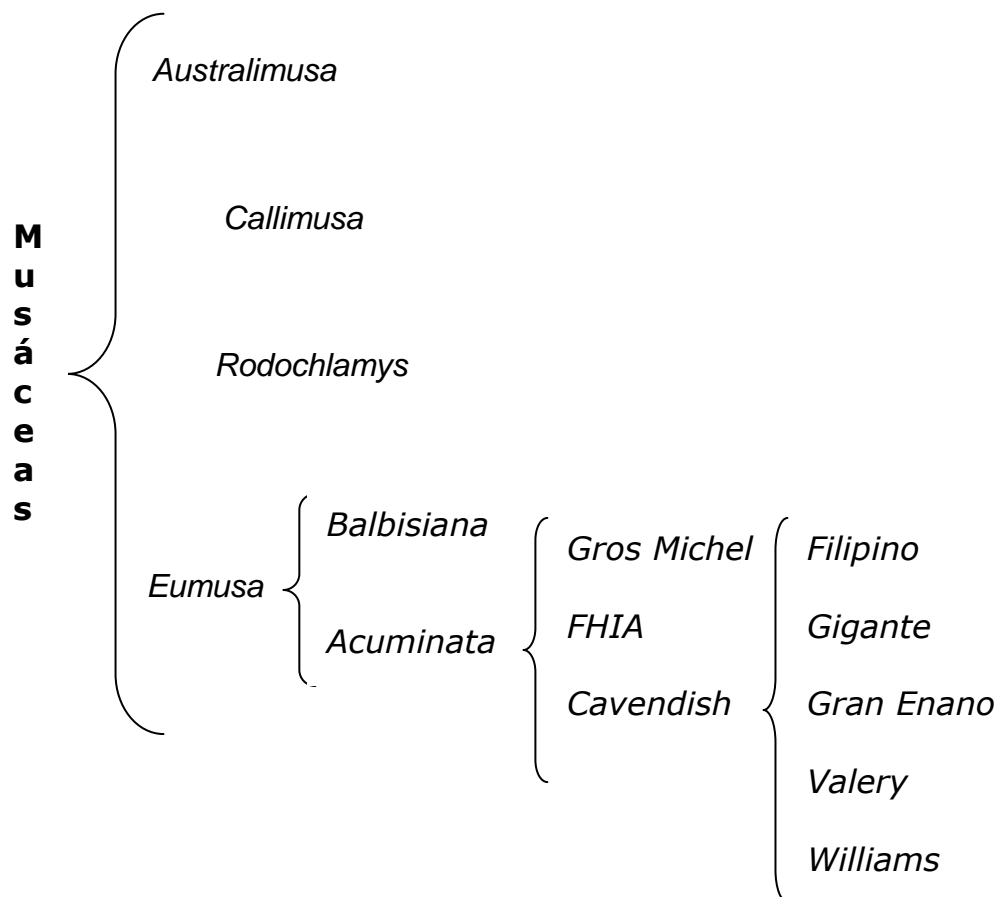 Musáceas
Australimusa
Callimusa
Rodochlamys
Eumusa
Balbisiana
Acuminata
Gros Michel
FHIA
Cavendish
Filipino
Gigante
Gran Enano
Valery
Williams